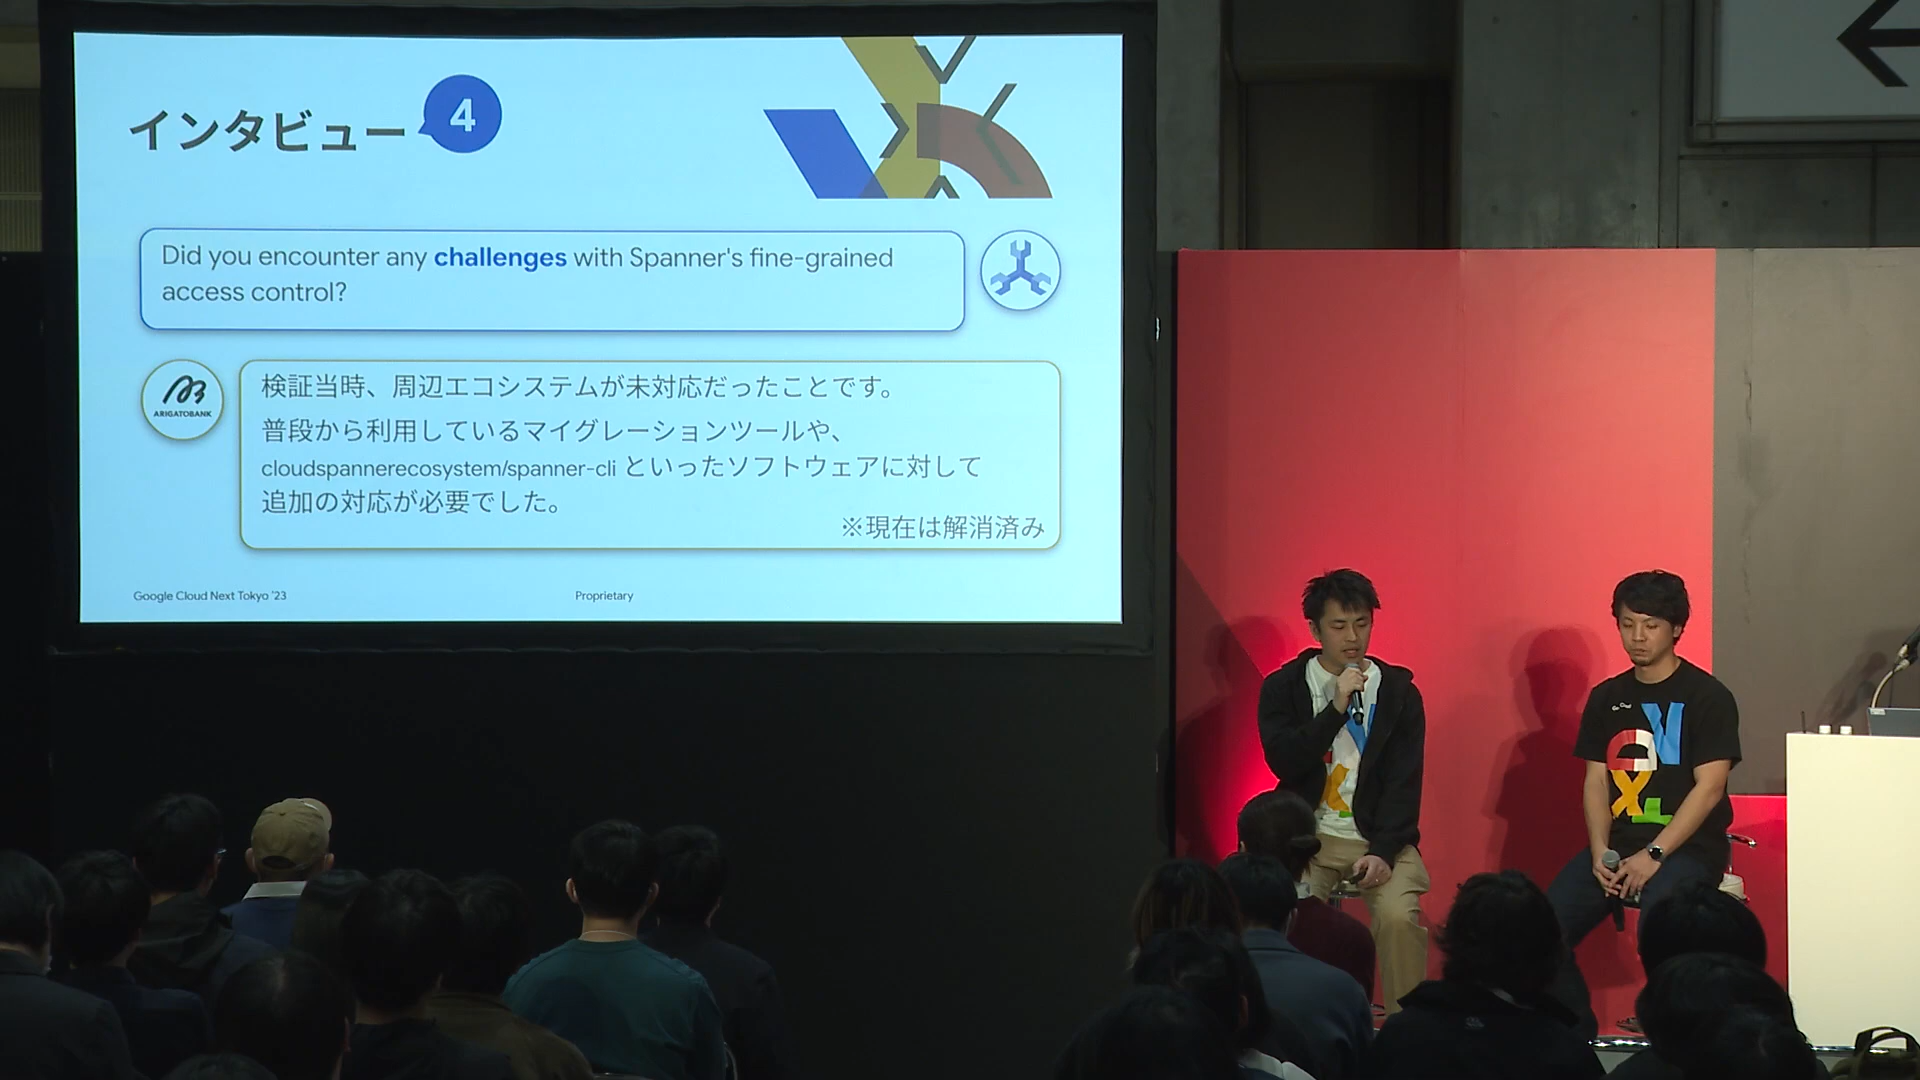 インタビュー 4
Did you encounter any challenges with Spanner's fine-grained
access control?
ARIGATOBANK
検証当時、周辺エコシステムが未対応だったことです。
普段から利用しているマイグレーションツールや、
cloudspannerecosystem/spanner-cli といったソフトウェアに対して
追加の対応が必要でした。
※現在は解消済み
Google Cloud Next Tokyo '23
Proprietary